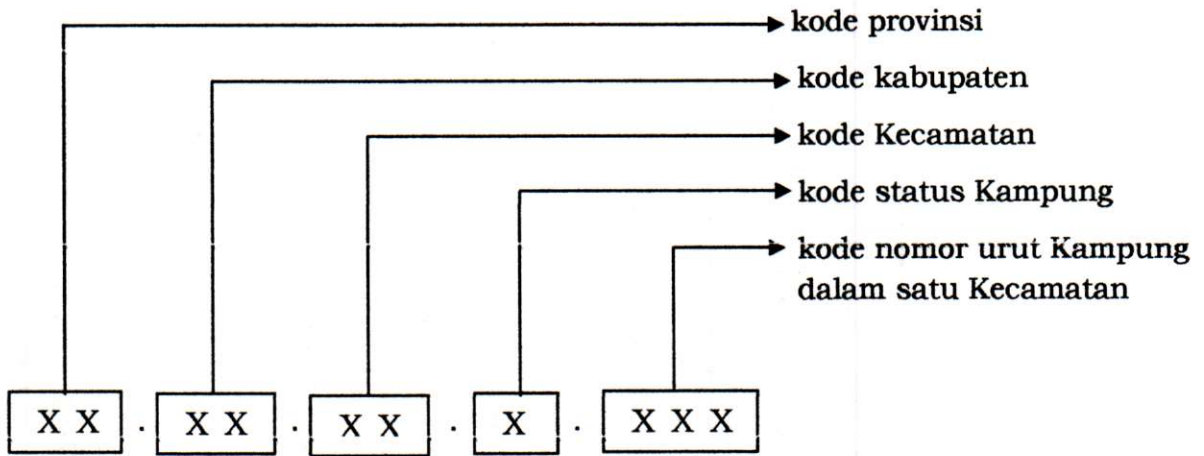 kode provinsi
kode kabupaten
kode Kecamatan
kode status Kampung
kode nomor urut Kampung
dalam satu Kecamatan
X X . X X . X X . X . X X X